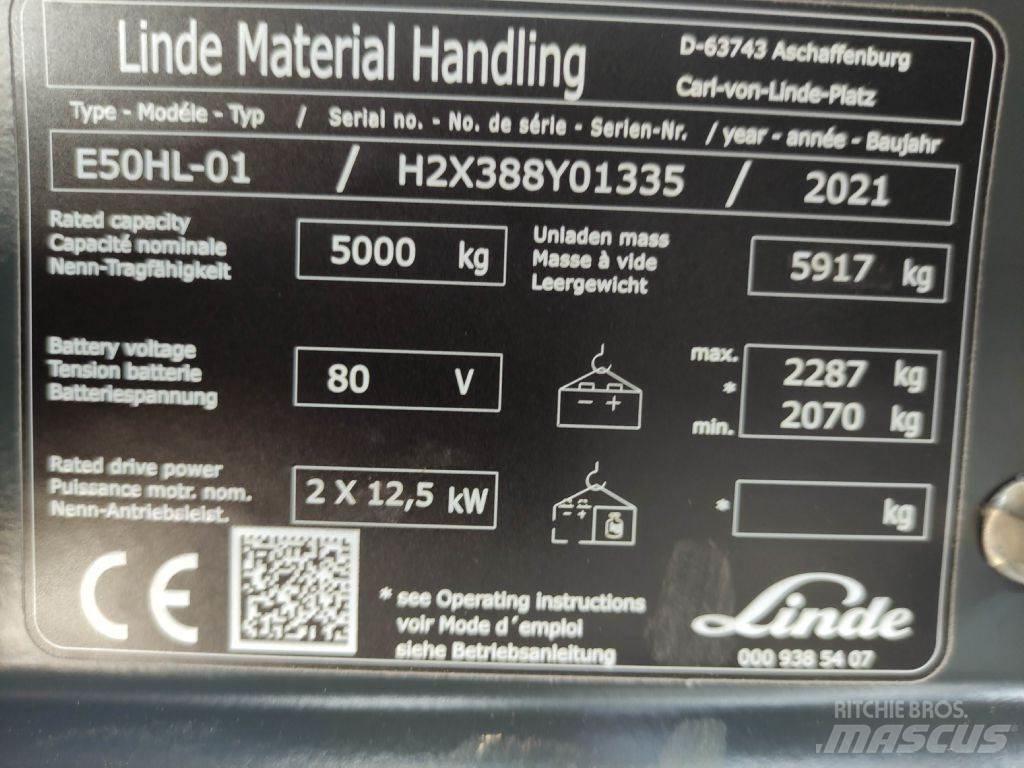 Linde Material Handling
D-63743 Aschaffenburg
Carl-von-Linde-Platz
Type - Modéle - Typ / Serial no. - No. de série - Serien-Nr. / year - année - Baujahr
E50HL-01 / H2X388Y01335 / 2021
Rated capacity
Capacité nominale
Nenn-Tragfähigkeit
5000 kg
Unladen mass
Masse à vide
Leergewicht
5917 kg
Battery voltage
Tension batterie
Batteriespannung
80 V
- +
max.
*
min.
2287 kg
2070 kg
Rated drive power
Puissance motr. nom.
Nenn-Antriebsleist.
2 X 12,5 kW
- +
*
kg
CE
* see Operating instructions
voir Mode d'emploi
siehe Betriebsanleitung
Linde
000 938 54 07
RITCHIE BROS.
MASCUS